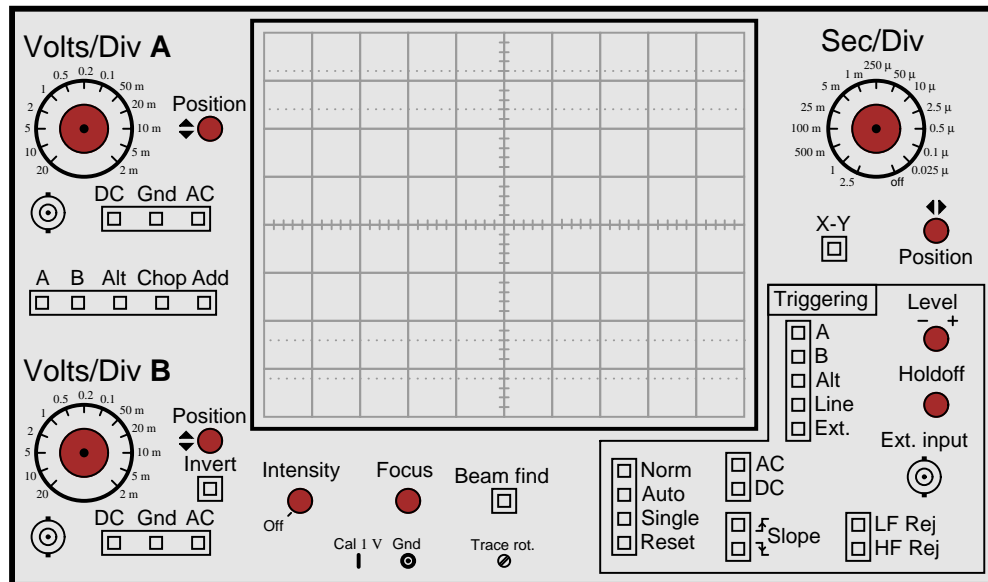 Volts/Div A
20
10
5
2
1
0.5
0.2
0.1
50 m
20 m
10 m
5 m
2 m
Position
DC Gnd AC
A B Alt Chop Add
Volts/Div B
20
10
5
2
1
0.5
0.2
0.1
50 m
20 m
10 m
5 m
2 m
Position
Invert
DC Gnd AC
Intensity
Off
Focus
Beam find
Cal 1 V Gnd
Trace rot.
Sec/Div
2.5
1
500 m
100 m
25 m
5 m
1 m
250 µ
50 µ
10 µ
2.5 µ
0.5 µ
0.1 µ
0.025 µ
off
X-Y
Position
Triggering
A
B
Alt
Line
Ext.
Level
− +
Holdoff
Ext. input
Norm
Auto
Single
Reset
AC
DC
Slope
LF Rej
HF Rej